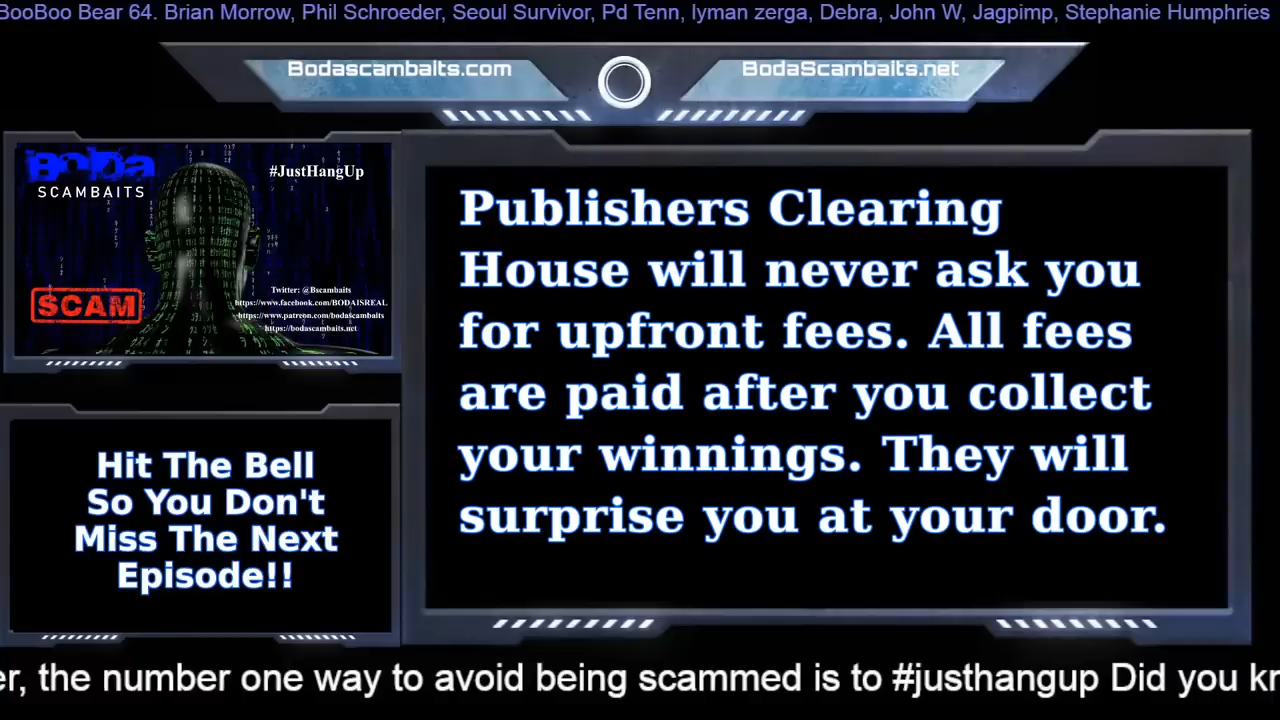 BooBoo Bear 64. Brian Morrow, Phil Schroeder, Seoul Survivor, Pd Tenn, lyman zerga, Debra, John W, Jagpimp, Stephanie Humphries
Bodascambaits.com
BodaScambaits.net
BoDa
SCAMBAITS
#JustHangUp
SCAM
Twitter: @Bscambaits
https://www.facebook.com/BODAISREAL
https://www.patreon.com/bodascambaits
https://bodascambaits.net
Publishers Clearing
House will never ask you
for upfront fees. All fees
are paid after you collect
your winnings. They will
surprise you at your door.
Hit The Bell
So You Don't
Miss The Next
Episode!!
er, the number one way to avoid being scammed is to #justhangup Did you kn